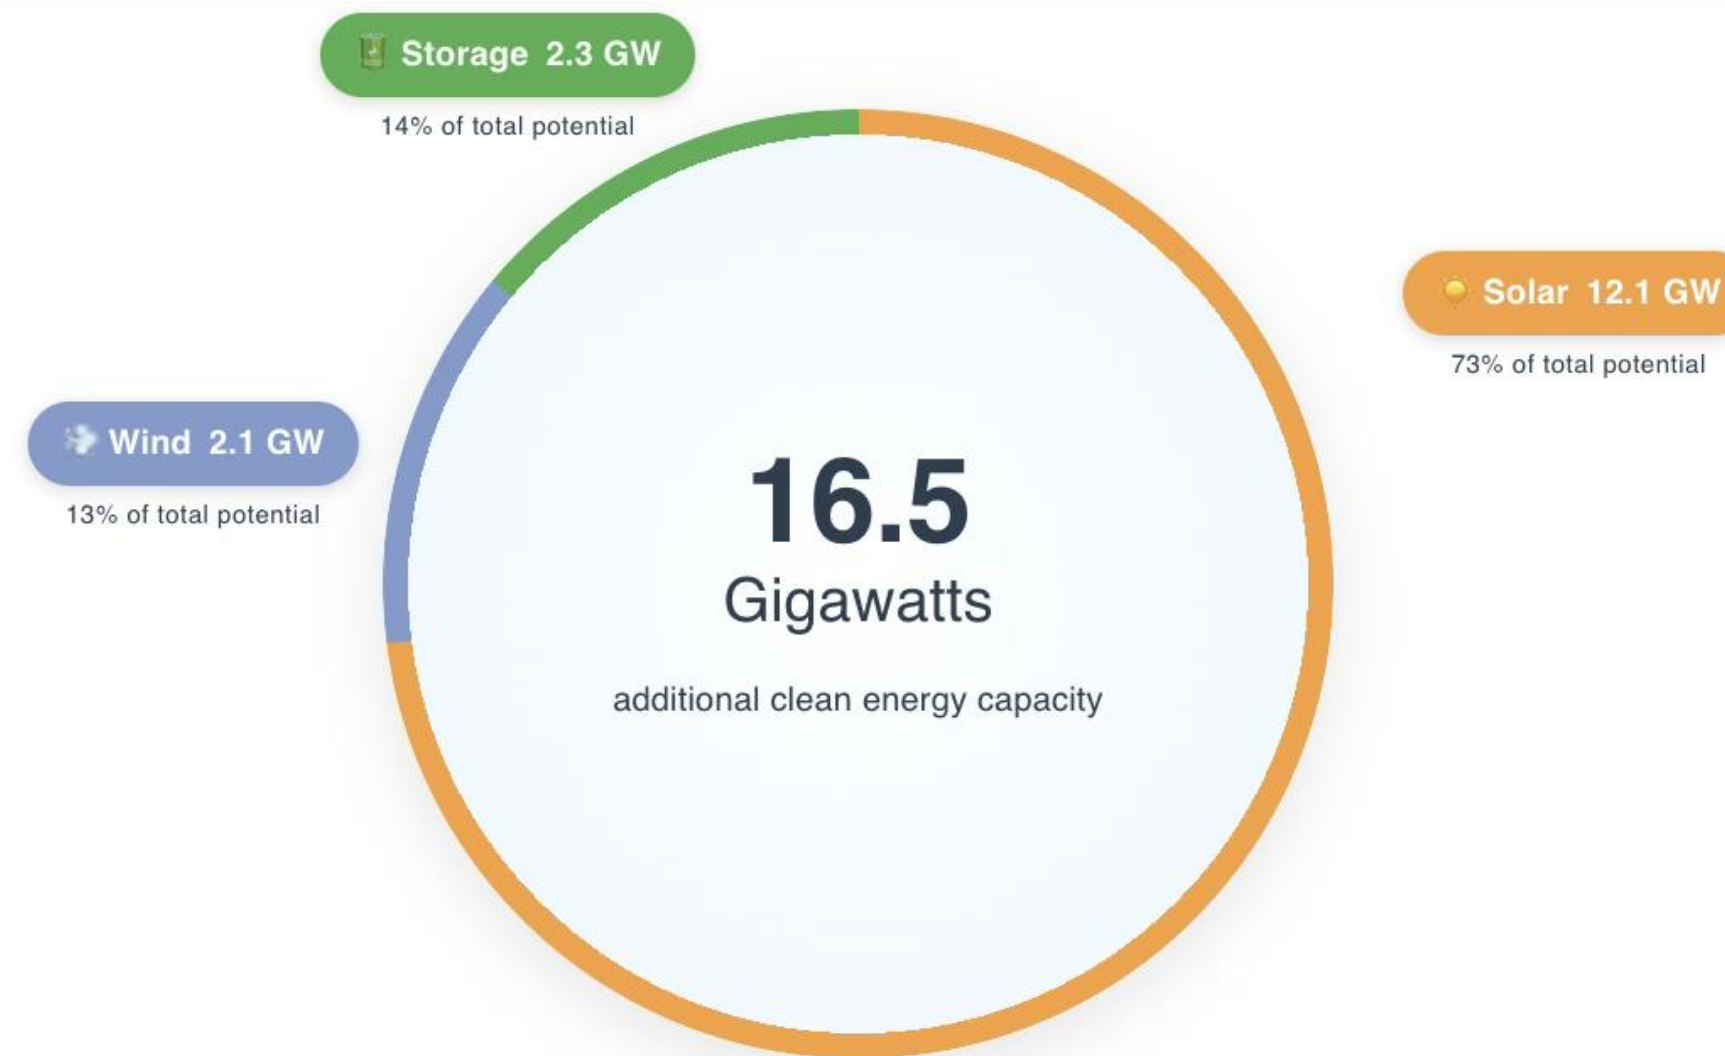 Storage 2.3 GW
14% of total potential
Solar 12.1 GW
73% of total potential
Wind 2.1 GW
13% of total potential
16.5
Gigawatts
additional clean energy capacity